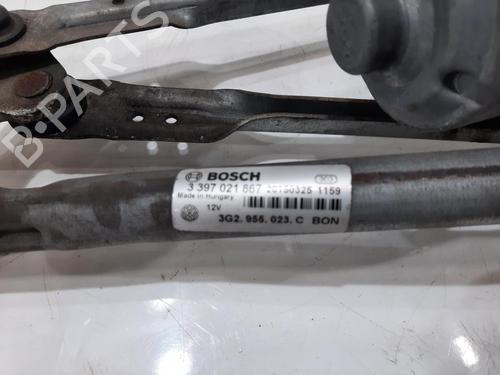 B-PARTS
BOSCH
3 397 021 867 20150325 1159
Made in Hungary
12V
3G2.955.023.C BON